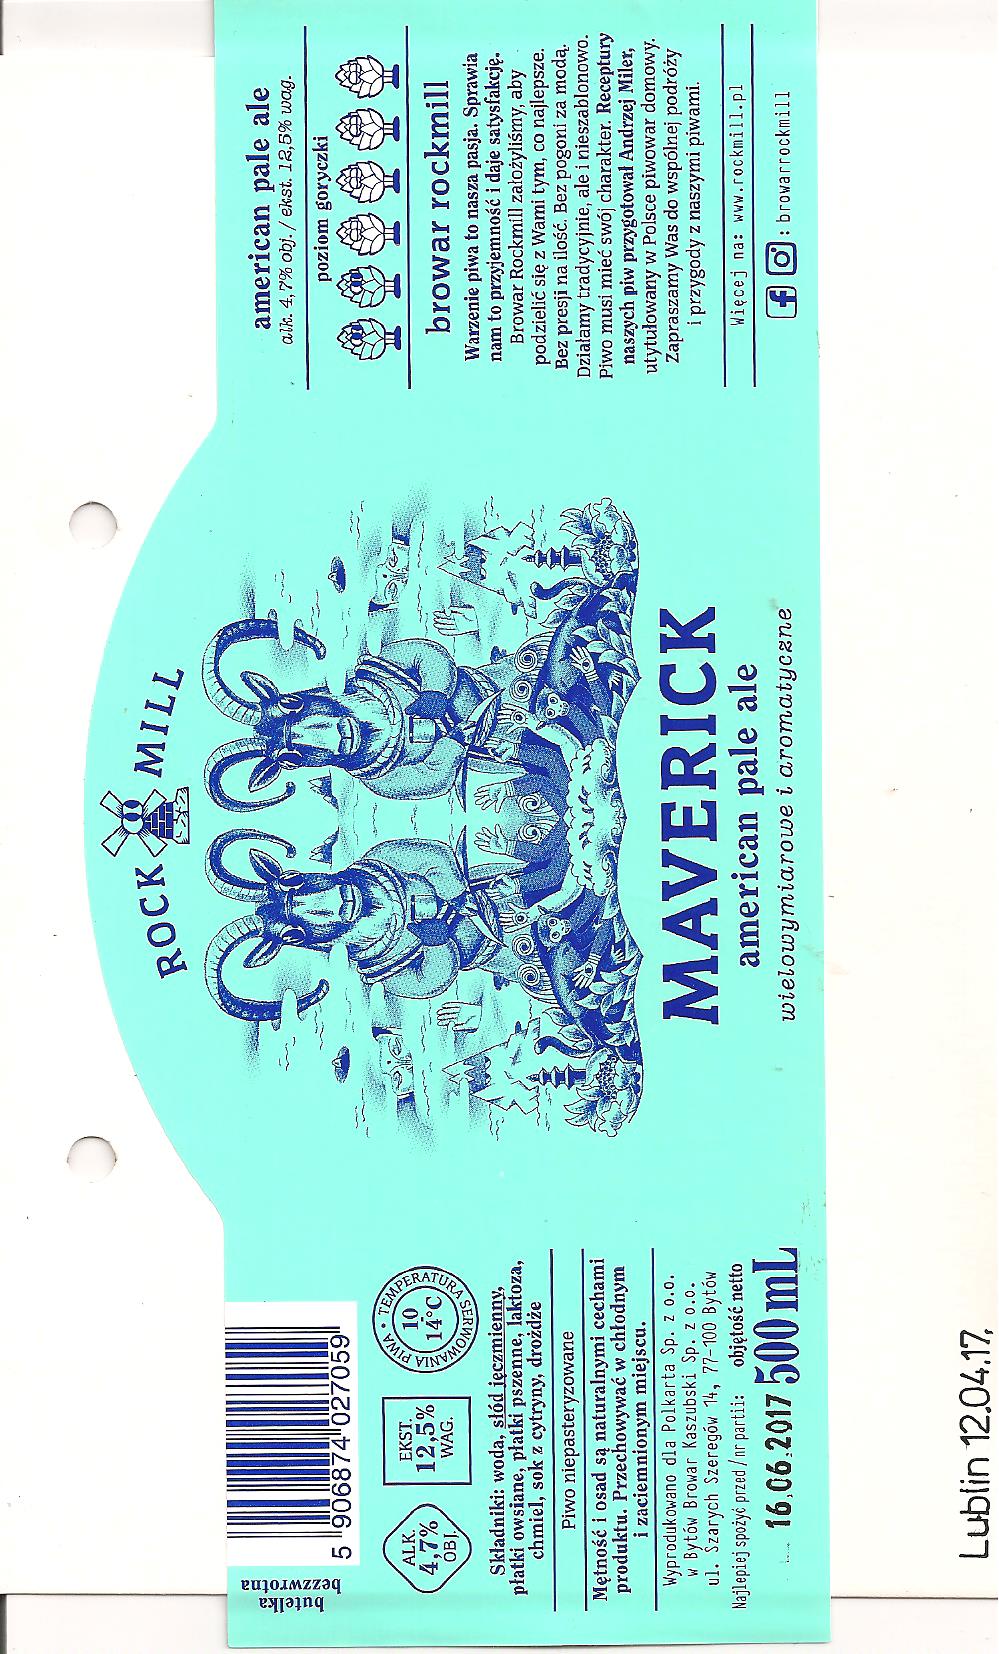 butelka
bezzwrotna
5 906874 027059
ALK.
4,7%
OBJ.
EKST.
12,5%
WAG.
TEMPERATURA SERWOWANIA PIWA •
10
14°C
Składniki: woda, słód jęczmienny,
płatki owsiane, płatki pszenne, laktoza,
chmiel, sok z cytryny, drożdże
Piwo niepasteryzowane
Mętność i osad są naturalnymi cechami
produktu. Przechowywać w chłodnym
i zaciemnionym miejscu.
Wyprodukowano dla Polkarta Sp. z o.o.
w Bytów Browar Kaszubski Sp. z o.o.
ul. Szarych Szeregów 14, 77-100 Bytów
Najlepiej spożyć przed / nr partii:
objętość netto
16.06.2017
500 mL
ROCK MILL
MAVERICK
american pale ale
wielowymiarowe i aromatyczne
american pale ale
alk. 4,7% obj. / ekst. 12,5% wag.
poziom goryczki
browar rockmill
Warzenie piwa to nasza pasja. Sprawia
nam to przyjemność i daje satysfakcję.
Browar Rockmill założyliśmy, aby
podzielić się z Wami tym, co najlepsze.
Bez presji na ilość. Bez pogoni za modą.
Działamy tradycyjnie, ale i nieszablonowo.
Piwo musi mieć swój charakter. Receptury
naszych piw przygotował Andrzej Miler,
utytułowany w Polsce piwowar domowy.
Zapraszamy Was do wspólnej podróży
i przygody z naszymi piwami.
Więcej na: www.rockmill.pl
: browarrockmill
Lublin 12.04.17,